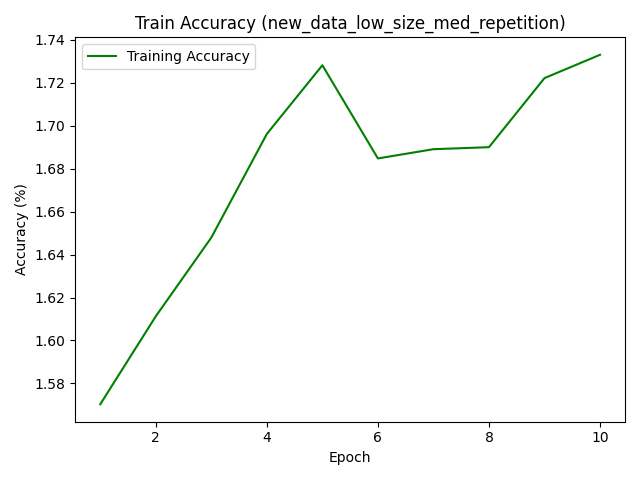 Train Accuracy (new_data_low_size_med_repetition)
Training Accuracy
Accuracy (%)
1.74
1.72
1.70
1.68
1.66
1.64
1.62
1.60
1.58
2 4 6 8 10
Epoch